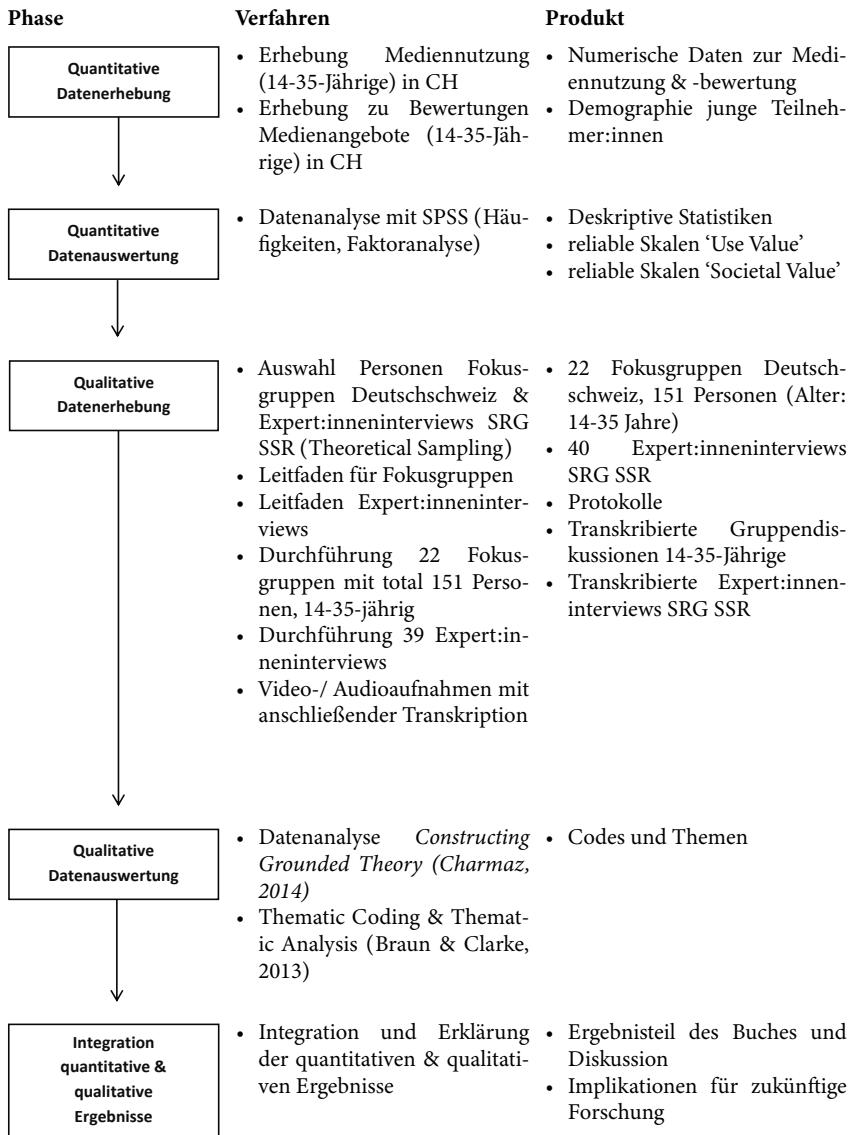 Phase Verfahren Produkt
Quantitative
Datenerhebung
• Erhebung Mediennutzung
(14-35-Jährige) in CH
• Erhebung zu Bewertungen
Medienangebote (14-35-Jäh-
rige) in CH
• Numerische Daten zur Medi-
ennutzung & -bewertung
• Demographie junge Teilneh-
mer:innen
Quantitative
Datenauswertung
• Datenanalyse mit SPSS (Häu-
figkeiten, Faktoranalyse)
• Deskriptive Statistiken
• reliable Skalen ‘Use Value’
• reliable Skalen ‘Societal Value’
Qualitative
Datenerhebung
• Auswahl Personen Fokus-
gruppen Deutschschweiz &
Expert:inneninterviews SRG
SSR (Theoretical Sampling)
• Leitfaden für Fokusgruppen
• Leitfaden Expert:inneninter-
views
• Durchführung 22 Fokus-
gruppen mit total 151 Perso-
nen, 14-35-jährig
• Durchführung 39 Expert:in-
neninterviews
• Video-/ Audioaufnahmen mit
anschließender Transkription
• 22 Fokusgruppen Deutsch-
schweiz, 151 Personen (Alter:
14-35 Jahre)
• 40 Expert:inneninterviews
SRG SSR
• Protokolle
• Transkribierte Gruppendis-
kussionen 14-35-Jährige
• Transkribierte Expert:innen-
interviews SRG SSR
Qualitative
Datenauswertung
• Datenanalyse Constructing
Grounded Theory (Charmaz,
2014)
• Thematic Coding & Themat-
ic Analysis (Braun & Clarke,
2013)
• Codes und Themen
Integration
quantitative &
qualitative
Ergebnisse
• Integration und Erklärung
der quantitativen & qualitati-
ven Ergebnisse
• Ergebnisteil des Buches und
Diskussion
• Implikationen für zukünftige
Forschung